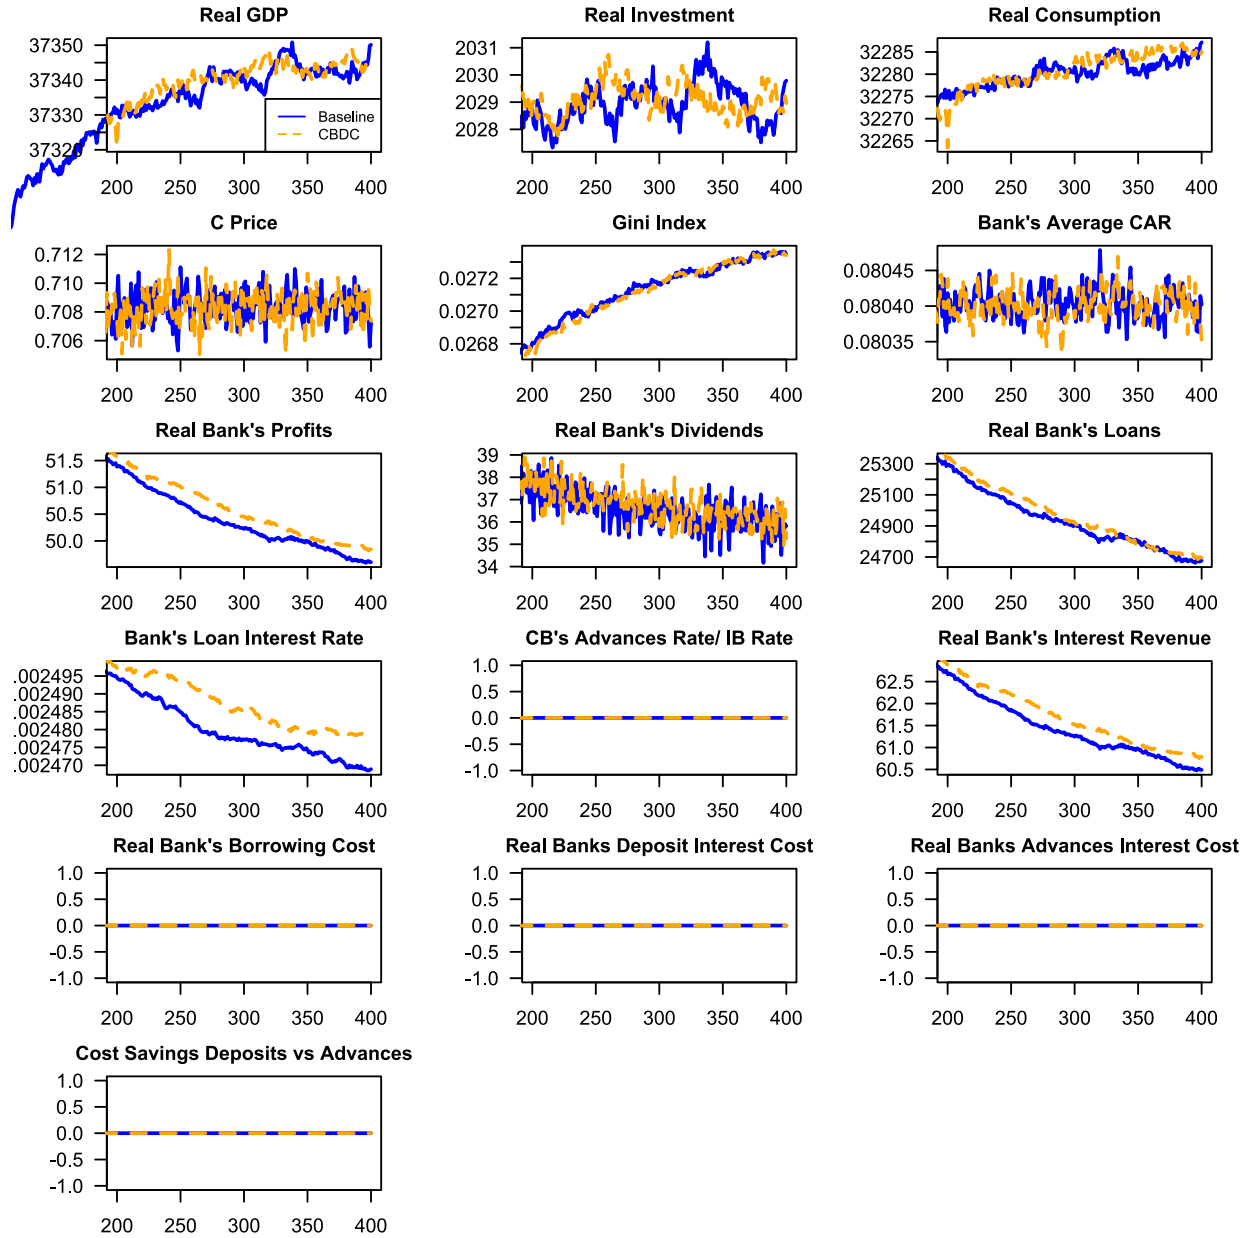 Real GDP
37350
37340
37330
37320
Baseline
CBDC
200 250 300 350 400
Real Investment
2031
2030
2029
2028
200 250 300 350 400
Real Consumption
32285
32280
32275
32270
32265
200 250 300 350 400
C Price
0.712
0.710
0.708
0.706
200 250 300 350 400
Gini Index
0.0272
0.0270
0.0268
200 250 300 350 400
Bank's Average CAR
0.08045
0.08040
0.08035
200 250 300 350 400
Real Bank's Profits
51.5
51.0
50.5
50.0
200 250 300 350 400
Real Bank's Dividends
39
38
37
36
35
34
200 250 300 350 400
Real Bank's Loans
25300
25100
24900
24700
200 250 300 350 400
Bank's Loan Interest Rate
.002495
.002490
.002485
.002480
.002475
.002470
200 250 300 350 400
CB's Advances Rate/ IB Rate
1.0
0.5
0.0
-0.5
-1.0
200 250 300 350 400
Real Bank's Interest Revenue
62.5
62.0
61.5
61.0
60.5
200 250 300 350 400
Real Bank's Borrowing Cost
1.0
0.5
0.0
-0.5
-1.0
200 250 300 350 400
Real Banks Deposit Interest Cost
1.0
0.5
0.0
-0.5
-1.0
200 250 300 350 400
Real Banks Advances Interest Cost
1.0
0.5
0.0
-0.5
-1.0
200 250 300 350 400
Cost Savings Deposits vs Advances
1.0
0.5
0.0
-0.5
-1.0
200 250 300 350 400